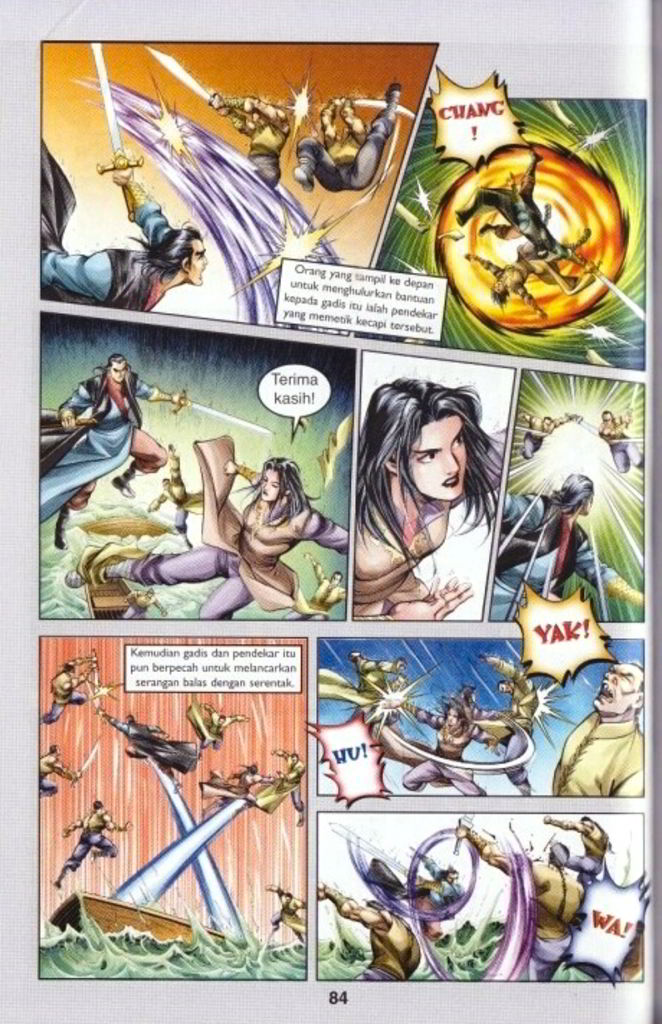 CHANG
!
Orang yang tampil ke depan
untuk menghulurkan bantuan
kepada gadis itu ialah pendekar
yang memetik kecapi tersebut.
Terima
kasih!
YAK!
Kemudian gadis dan pendekar itu
pun berpecah untuk melancarkan
serangan balas dengan serentak.
HU!
WA!
84